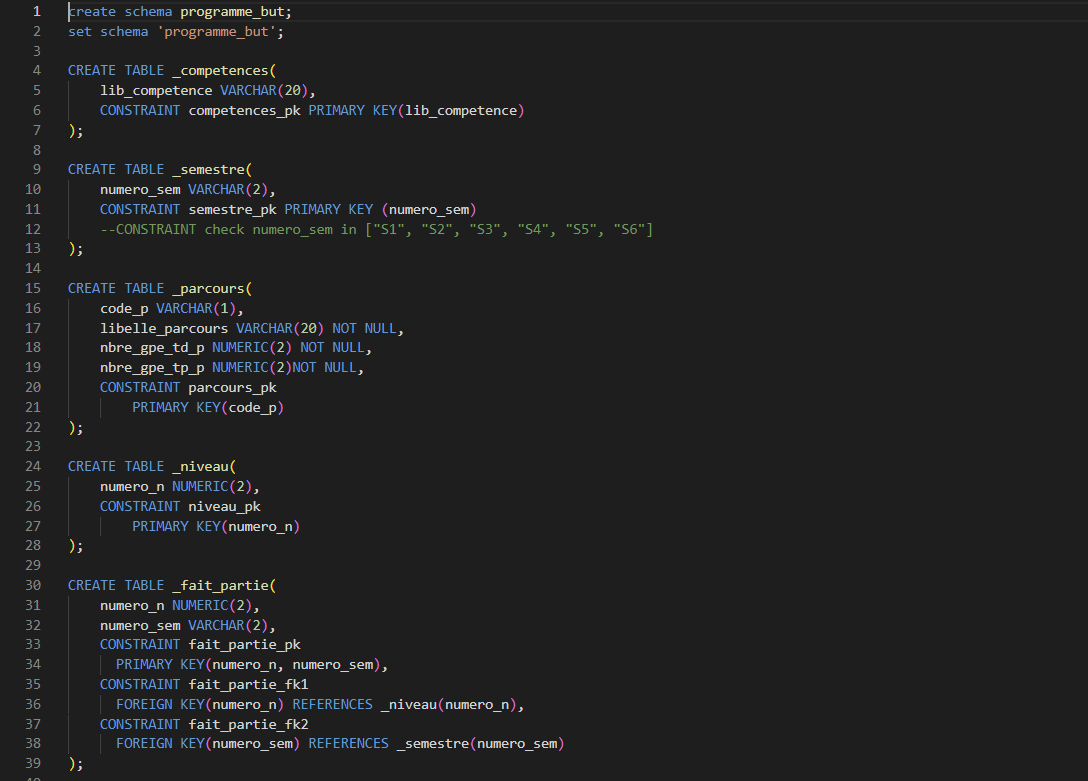 1 create schema programme_but;
2 set schema 'programme_but';
3
4 CREATE TABLE _competences(
5 lib_competence VARCHAR(20),
6 CONSTRAINT competences_pk PRIMARY KEY(lib_competence)
7 );
8
9 CREATE TABLE _semestre(
10 numero_sem VARCHAR(2),
11 CONSTRAINT semestre_pk PRIMARY KEY (numero_sem)
12 --CONSTRAINT check numero_sem in ["S1", "S2", "S3", "S4", "S5", "S6"]
13 );
14
15 CREATE TABLE _parcours(
16 code_p VARCHAR(1),
17 libelle_parcours VARCHAR(20) NOT NULL,
18 nbre_gpe_td_p NUMERIC(2) NOT NULL,
19 nbre_gpe_tp_p NUMERIC(2)NOT NULL,
20 CONSTRAINT parcours_pk
21 PRIMARY KEY(code_p)
22 );
23
24 CREATE TABLE _niveau(
25 numero_n NUMERIC(2),
26 CONSTRAINT niveau_pk
27 PRIMARY KEY(numero_n)
28 );
29
30 CREATE TABLE _fait_partie(
31 numero_n NUMERIC(2),
32 numero_sem VARCHAR(2),
33 CONSTRAINT fait_partie_pk
34 PRIMARY KEY(numero_n, numero_sem),
35 CONSTRAINT fait_partie_fk1
36 FOREIGN KEY(numero_n) REFERENCES _niveau(numero_n),
37 CONSTRAINT fait_partie_fk2
38 FOREIGN KEY(numero_sem) REFERENCES _semestre(numero_sem)
39 );